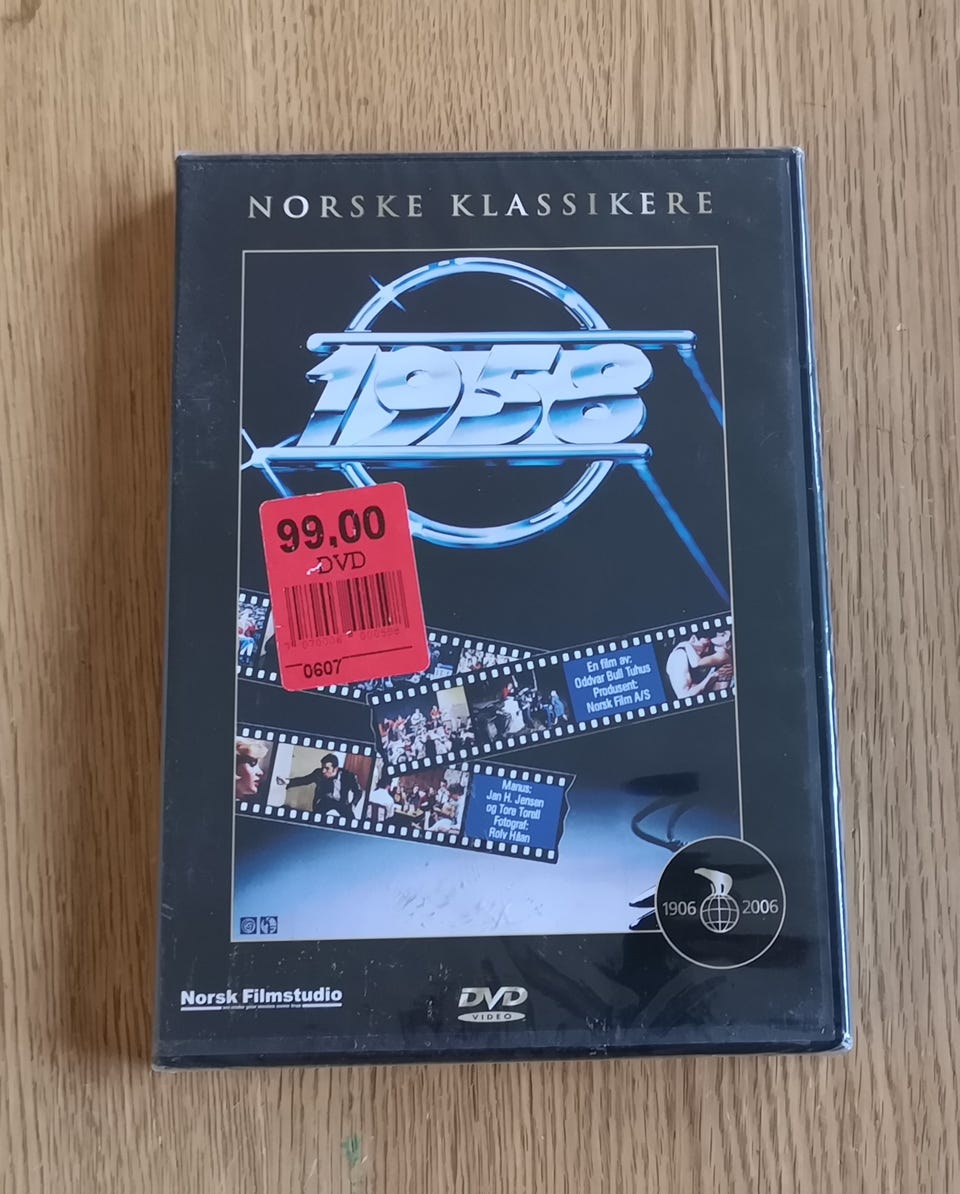 NORSKE KLASSIKERE
1958
99,00
DVD
0607
En film av:
Oddvar Bull Tuhus
Produsent:
Norsk Film A/S
Manus:
Jan H. Jensen
og Tore Torell
Fotograf:
Rolv Håan
1906 2006
Norsk Filmstudio
DVD
VIDEO